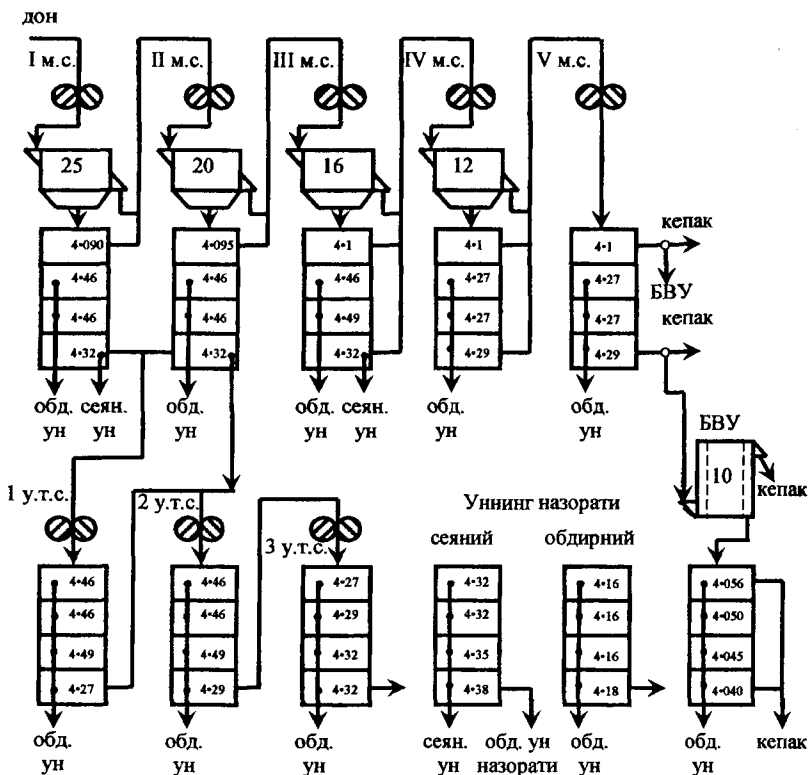 дон
I м.с.
II м.с.
III м.с.
IV м.с.
V м.с.
25
20
16
12
4•090
4•46
4•46
4•32
4•095
4•46
4•46
4•32
4•1
4•46
4•49
4•32
4•1
4•27
4•27
4•29
4•1
4•27
4•27
4•29
кепак
БВУ
кепак
обд.
ун
сеян.
ун
обд.
ун
обд.
ун
сеян.
ун
обд.
ун
обд.
ун
БВУ
10
кепак
1 у.т.с.
2 у.т.с.
3 у.т.с.
Уннинг назорати
сеяний
обдирний
4•46
4•46
4•49
4•27
4•46
4•46
4•49
4•29
4•27
4•29
4•32
4•32
4•32
4•32
4•35
4•38
4•16
4•16
4•16
4•18
4•056
4•050
4•045
4•040
обд.
ун
обд.
ун
обд.
ун
сеян.
ун
обд. ун
назорати
обд.
ун
обд.
ун
кепак